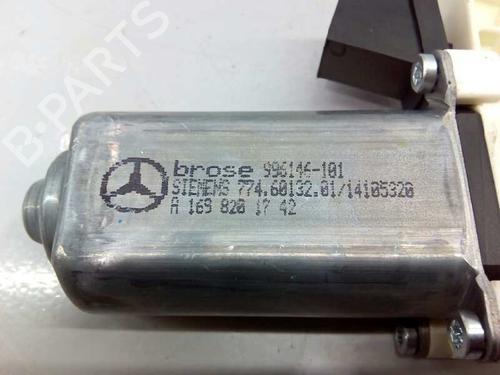 B-PARTS
brose 996146-101
SIEMENS 774.60132.01/14105320
A 169 820 17 42